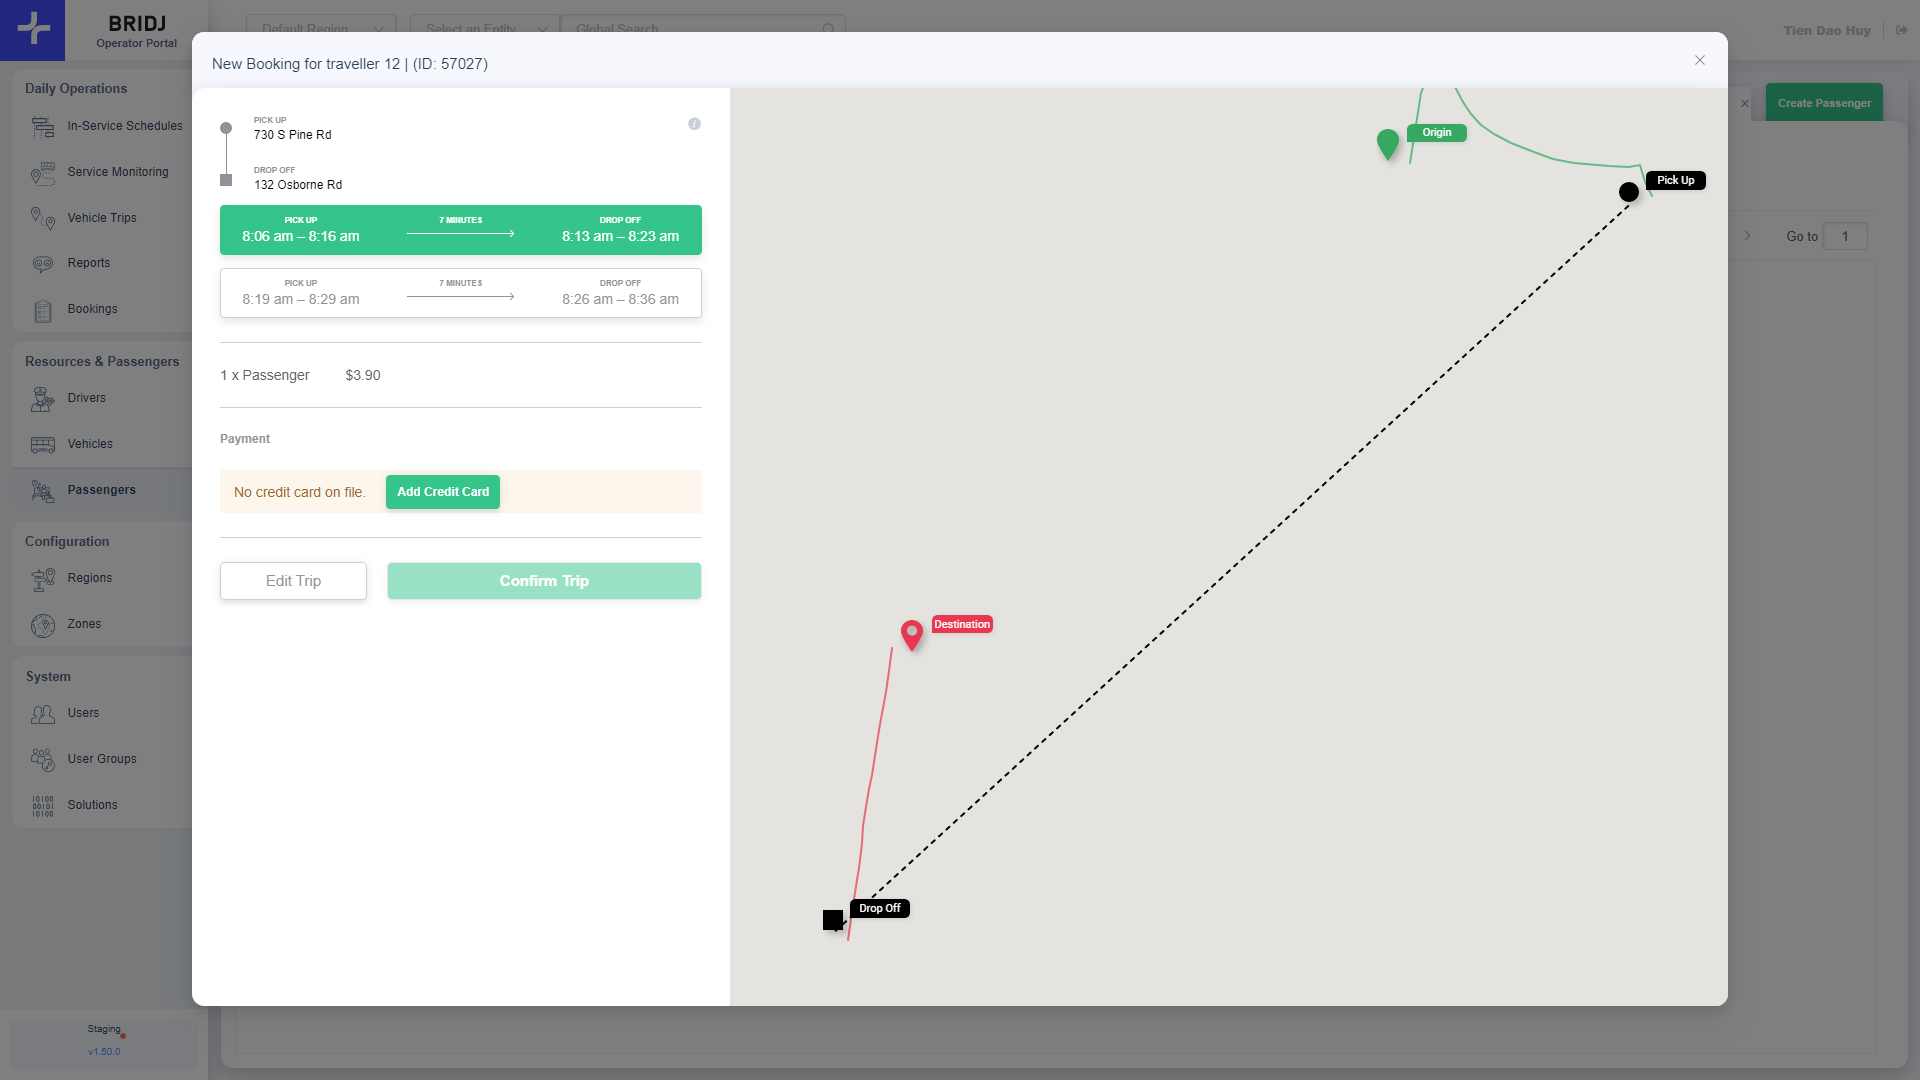 BRIDJ
Operator Portal
Default Region
Select an Entity
Global Search
Tien Dao Huy
Daily Operations
In-Service Schedules
Service Monitoring
Vehicle Trips
Reports
Bookings
Resources & Passengers
Drivers
Vehicles
Passengers
Configuration
Regions
Zones
System
Users
User Groups
Solutions
Staging
v1.50.0
New Booking for traveller 12 | (ID: 57027)
PICK UP
730 S Pine Rd
DROP OFF
132 Osborne Rd
PICK UP 7 MINUTES DROP OFF
8:06 am – 8:16 am 8:13 am – 8:23 am
PICK UP 7 MINUTES DROP OFF
8:19 am – 8:29 am 8:26 am – 8:36 am
1 x Passenger $3.90
Payment
No credit card on file. Add Credit Card
Edit Trip Confirm Trip
Origin
Pick Up
Destination
Drop Off
Create Passenger
Go to 1